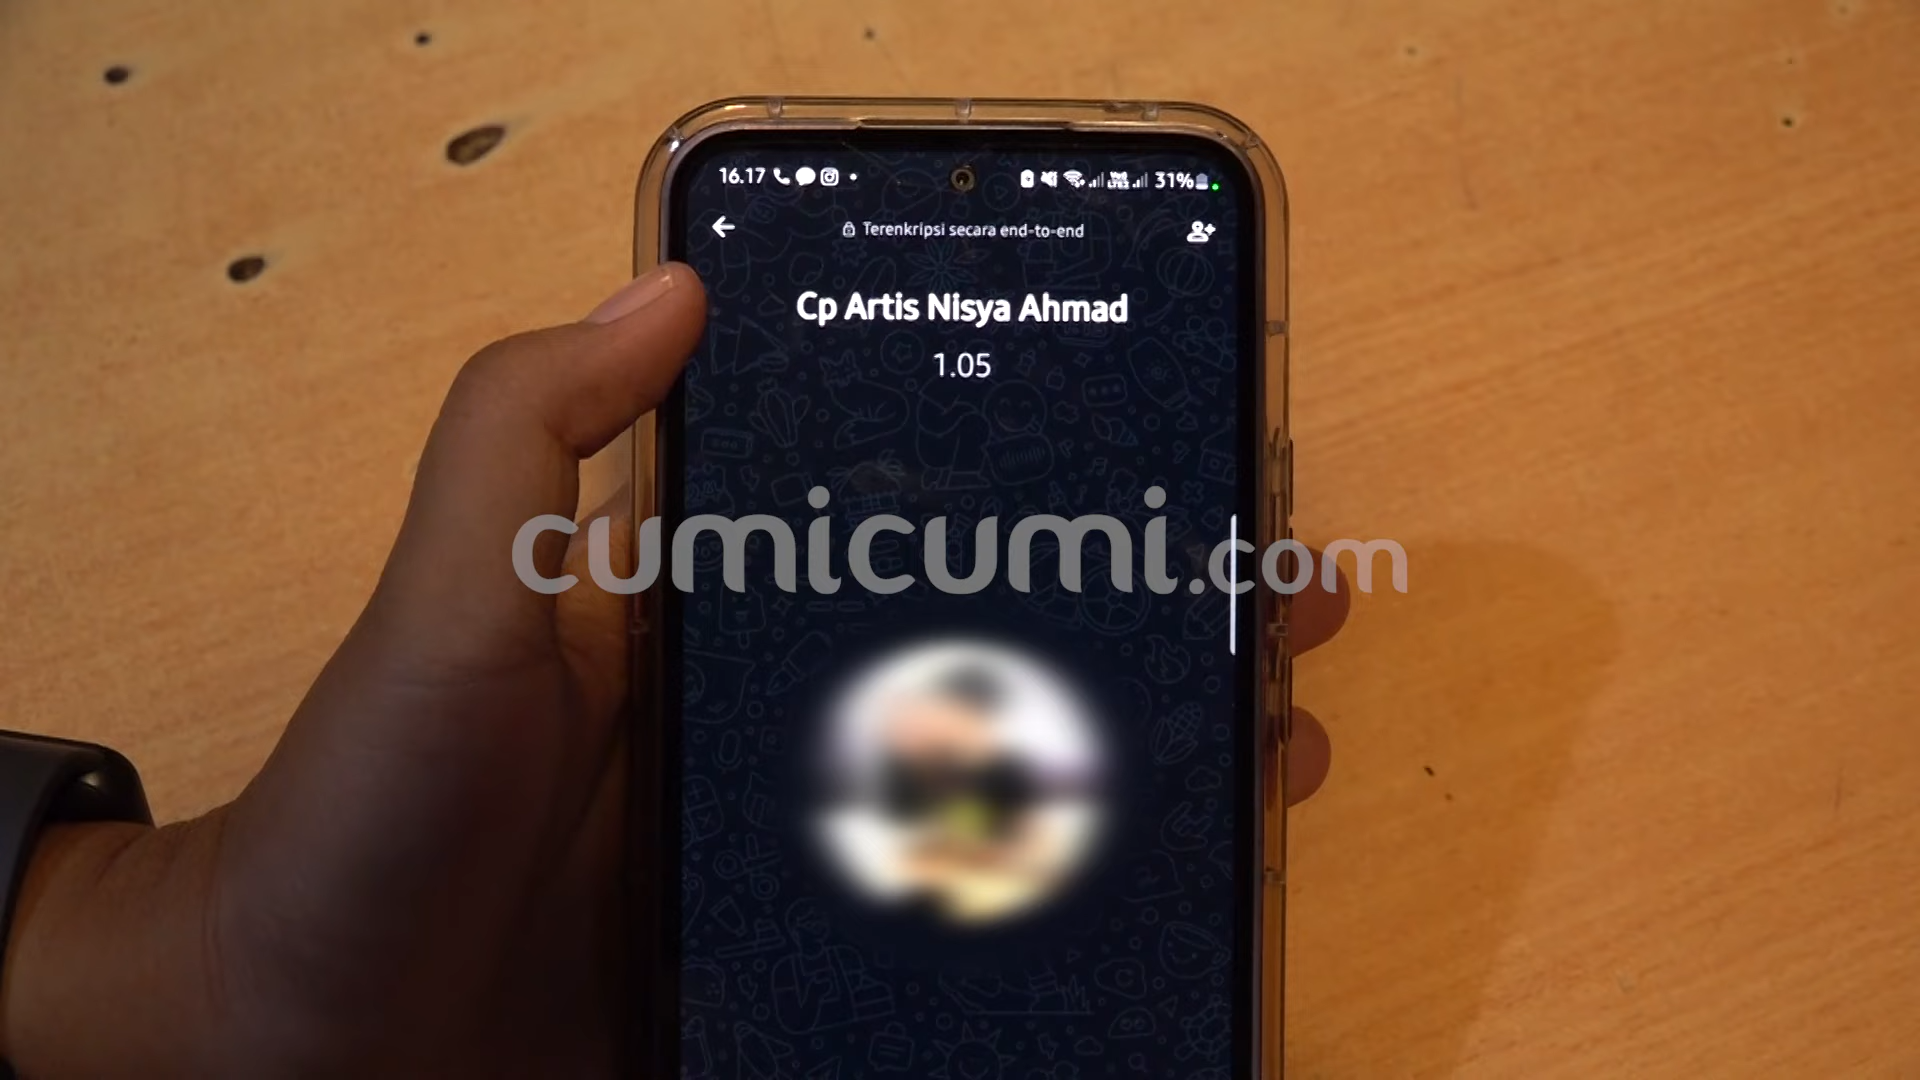 16.17 31%
Terenkripsi secara end-to-end
Cp Artis Nisya Ahmad
1.05
cumicumi.com